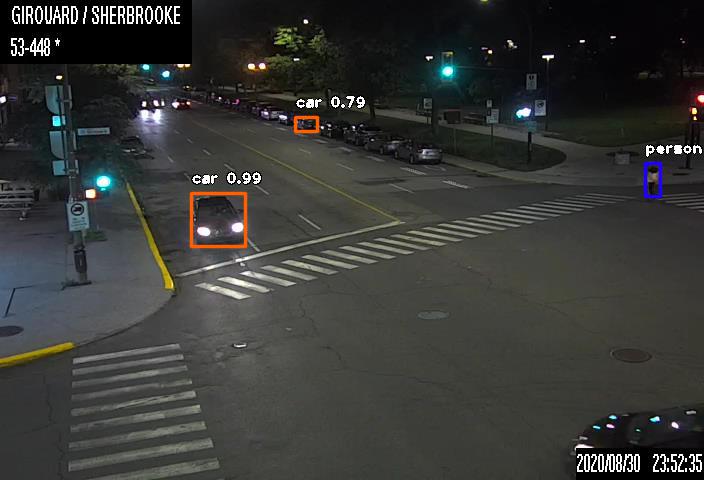 GIROUARD / SHERBROOKE
53-448 *
car 0.79
person
car 0.99
2020/08/30 23:52:35